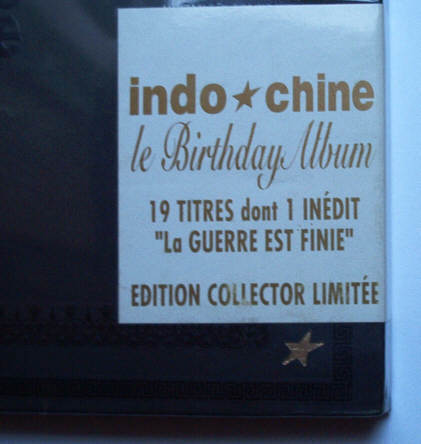 indo★chine
le Birthday Album
19 TITRES dont 1 INÉDIT
"La GUERRE EST FINIE"
EDITION COLLECTOR LIMITÉE